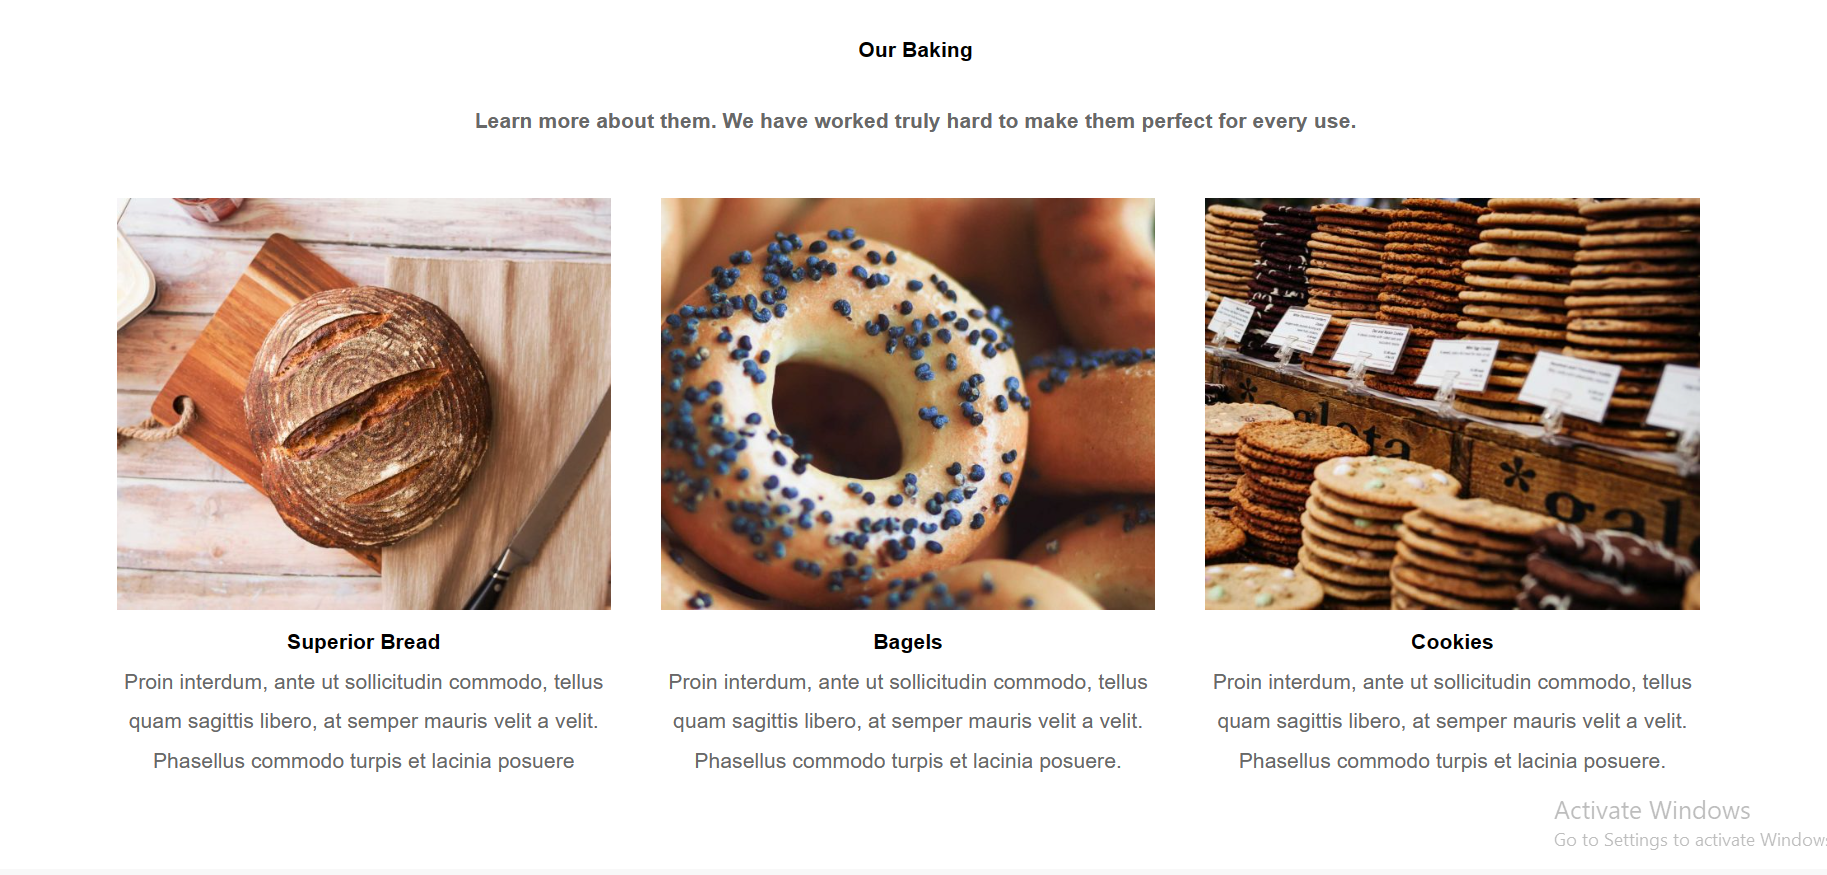 Our Baking
Learn more about them. We have worked truly hard to make them perfect for every use.
*galeta
*gal
Superior Bread
Proin interdum, ante ut sollicitudin commodo, tellus
quam sagittis libero, at semper mauris velit a velit.
Phasellus commodo turpis et lacinia posuere
Bagels
Proin interdum, ante ut sollicitudin commodo, tellus
quam sagittis libero, at semper mauris velit a velit.
Phasellus commodo turpis et lacinia posuere.
Cookies
Proin interdum, ante ut sollicitudin commodo, tellus
quam sagittis libero, at semper mauris velit a velit.
Phasellus commodo turpis et lacinia posuere.
Activate Windows
Go to Settings to activate Windows